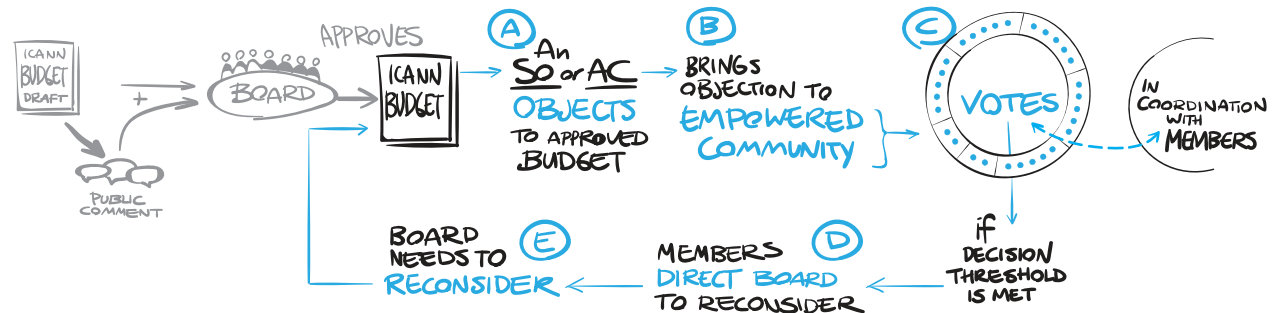 ICANN
BUDGET
DRAFT
+
PUBLIC
COMMENT
BOARD
APPROVES
ICANN
BUDGET
A
An
SO or AC
OBJECTS
TO APPROVED
BUDGET
B
BRINGS
OBJECTION TO
EMPOWERED
COMMUNITY
C
VOTES
IN
COORDINATION
WITH
MEMBERS
if
DECISION
THRESHOLD
IS MET
D
MEMBERS
DIRECT BOARD
TO RECONSIDER
E
BOARD
NEEDS TO
RECONSIDER